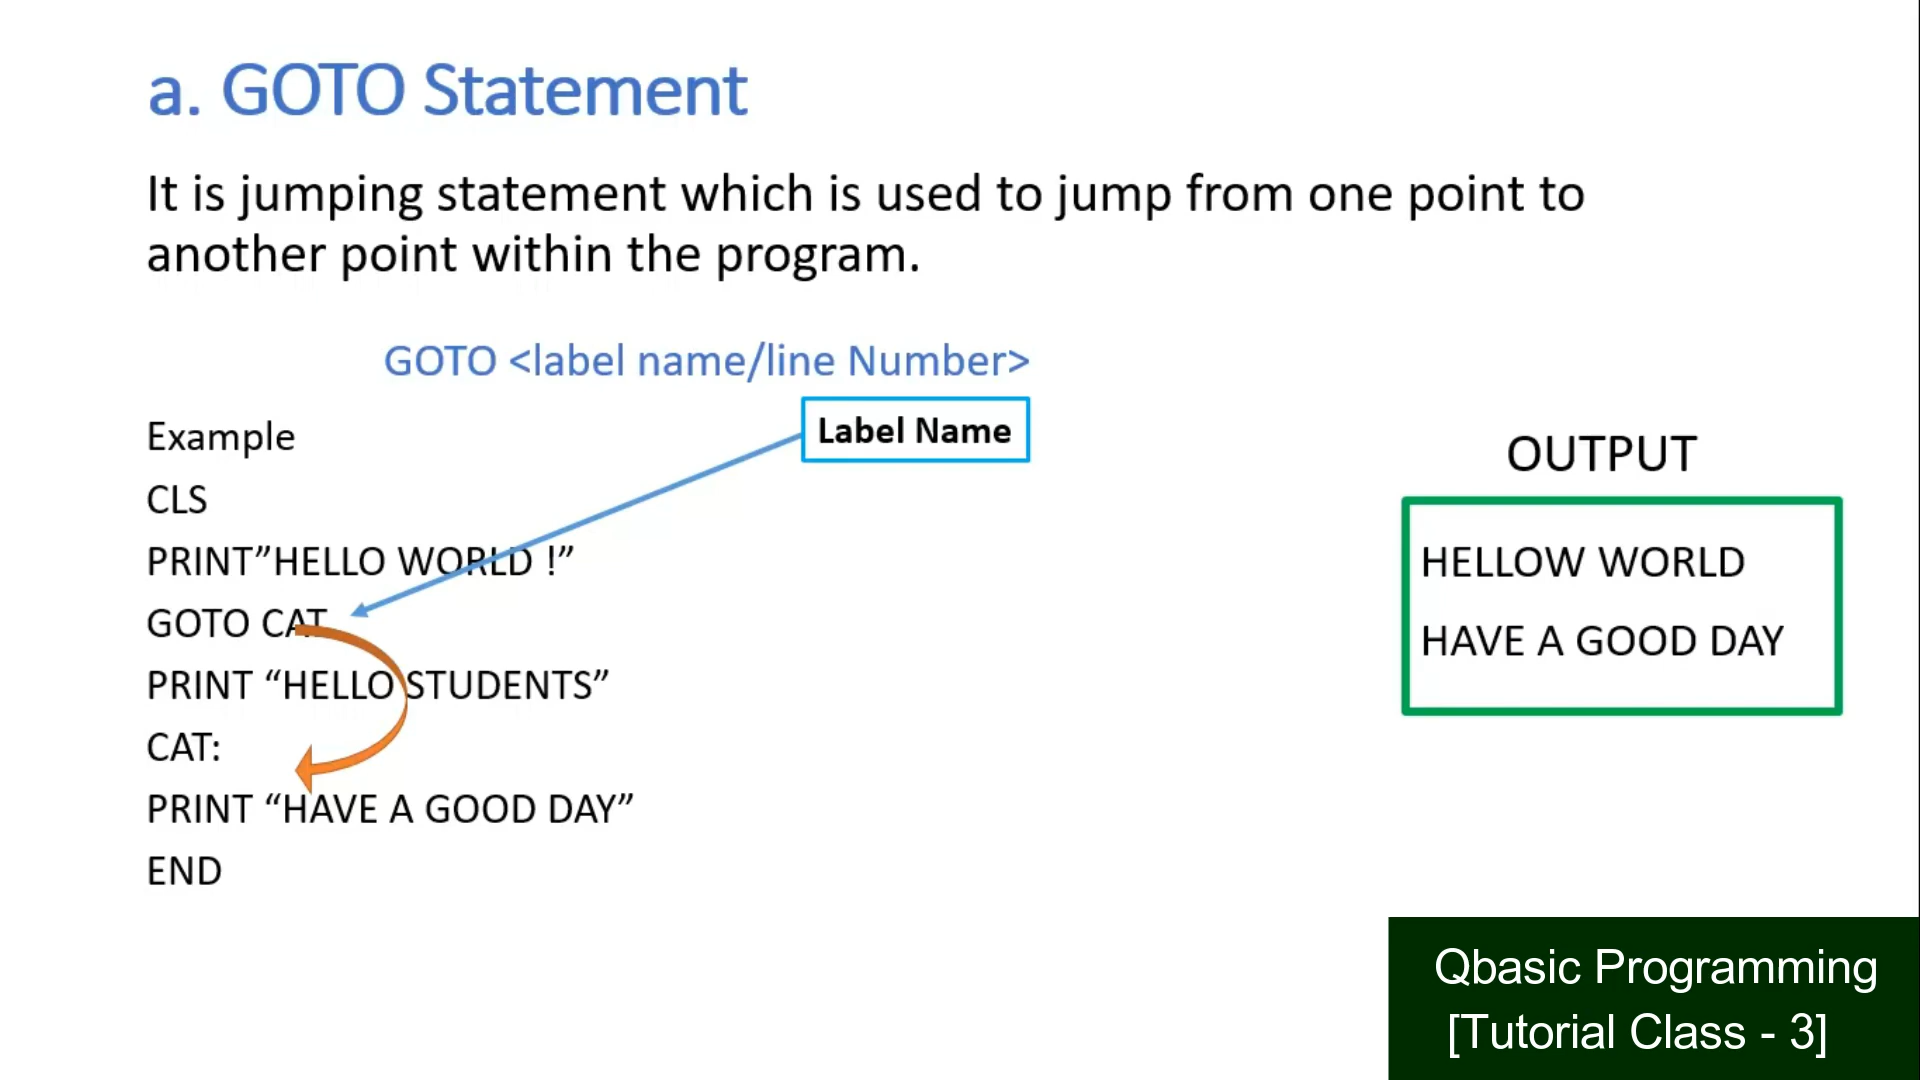 a. GOTO Statement
It is jumping statement which is used to jump from one point to
another point within the program.
GOTO <label name/line Number>
Label Name
Example
CLS
PRINT”HELLO WORLD !”
GOTO CAT
PRINT “HELLO STUDENTS”
CAT:
PRINT “HAVE A GOOD DAY”
END
OUTPUT
HELLOW WORLD
HAVE A GOOD DAY
Qbasic Programming
[Tutorial Class - 3]